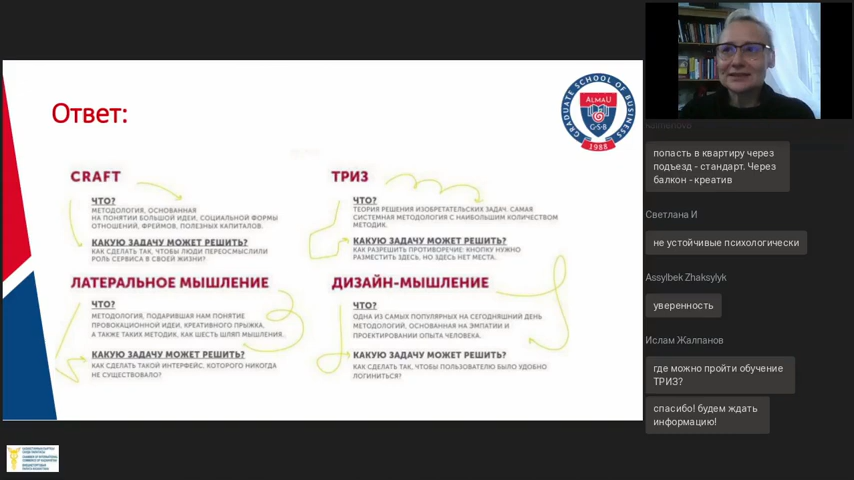 Ответ:
GRADUATE SCHOOL OF BUSINESS
ALMAU
G·S·B
1988
CRAFT
ЧТО?
МЕТОДОЛОГИЯ, ОСНОВАННАЯ
НА ПОНЯТИИ БОЛЬШОЙ ИДЕИ, СОЦИАЛЬНОЙ ФОРМЫ
ОТНОШЕНИЙ, ФРЕЙМОВ, ПОЛЕЗНЫХ КАПИТАЛОВ.
КАКУЮ ЗАДАЧУ МОЖЕТ РЕШИТЬ?
КАК СДЕЛАТЬ ТАК, ЧТОБЫ ЛЮДИ ПЕРЕОСМЫСЛИЛИ
РОЛЬ СЕРВИСА В СВОЕЙ ЖИЗНИ?
ТРИЗ
ЧТО?
ТЕОРИЯ РЕШЕНИЯ ИЗОБРЕТАТЕЛЬСКИХ ЗАДАЧ. САМАЯ
СИСТЕМНАЯ МЕТОДОЛОГИЯ С НАИБОЛЬШИМ КОЛИЧЕСТВОМ
МЕТОДИК.
КАКУЮ ЗАДАЧУ МОЖЕТ РЕШИТЬ?
КАК РАЗРЕШИТЬ ПРОТИВОРЕЧИЕ: КНОПКУ НУЖНО
РАЗМЕСТИТЬ ЗДЕСЬ, НО ЗДЕСЬ НЕТ МЕСТА.
ЛАТЕРАЛЬНОЕ МЫШЛЕНИЕ
ЧТО?
МЕТОДОЛОГИЯ, ПОДАРИВШАЯ НАМ ПОНЯТИЕ
ПРОВОКАЦИОННОЙ ИДЕИ, КРЕАТИВНОГО ПРЫЖКА,
А ТАКЖЕ ТАКИХ МЕТОДИК, КАК ШЕСТЬ ШЛЯП МЫШЛЕНИЯ.
КАКУЮ ЗАДАЧУ МОЖЕТ РЕШИТЬ?
КАК СДЕЛАТЬ ТАКОЙ ИНТЕРФЕЙС, КОТОРОГО НИКОГДА
НЕ СУЩЕСТВОВАЛО?
ДИЗАЙН-МЫШЛЕНИЕ
ЧТО?
ОДНА ИЗ САМЫХ ПОПУЛЯРНЫХ НА СЕГОДНЯШНИЙ ДЕНЬ
МЕТОДОЛОГИЙ, ОСНОВАННАЯ НА ЭМПАТИИ И
ПРОЕКТИРОВАНИИ ОПЫТА ЧЕЛОВЕКА.
КАКУЮ ЗАДАЧУ МОЖЕТ РЕШИТЬ?
КАК СДЕЛАТЬ ТАК, ЧТОБЫ ПОЛЬЗОВАТЕЛЮ БЫЛО УДОБНО
ЛОГИНИТЬСЯ?
попасть в квартиру через
подъезд - стандарт. Через
балкон - креатив
Светлана И
не устойчивые психологически
Assylbek Zhaksylyk
уверенность
Ислам Жалпанов
где можно пройти обучение
ТРИЗ?
спасибо! будем ждать
информацию!